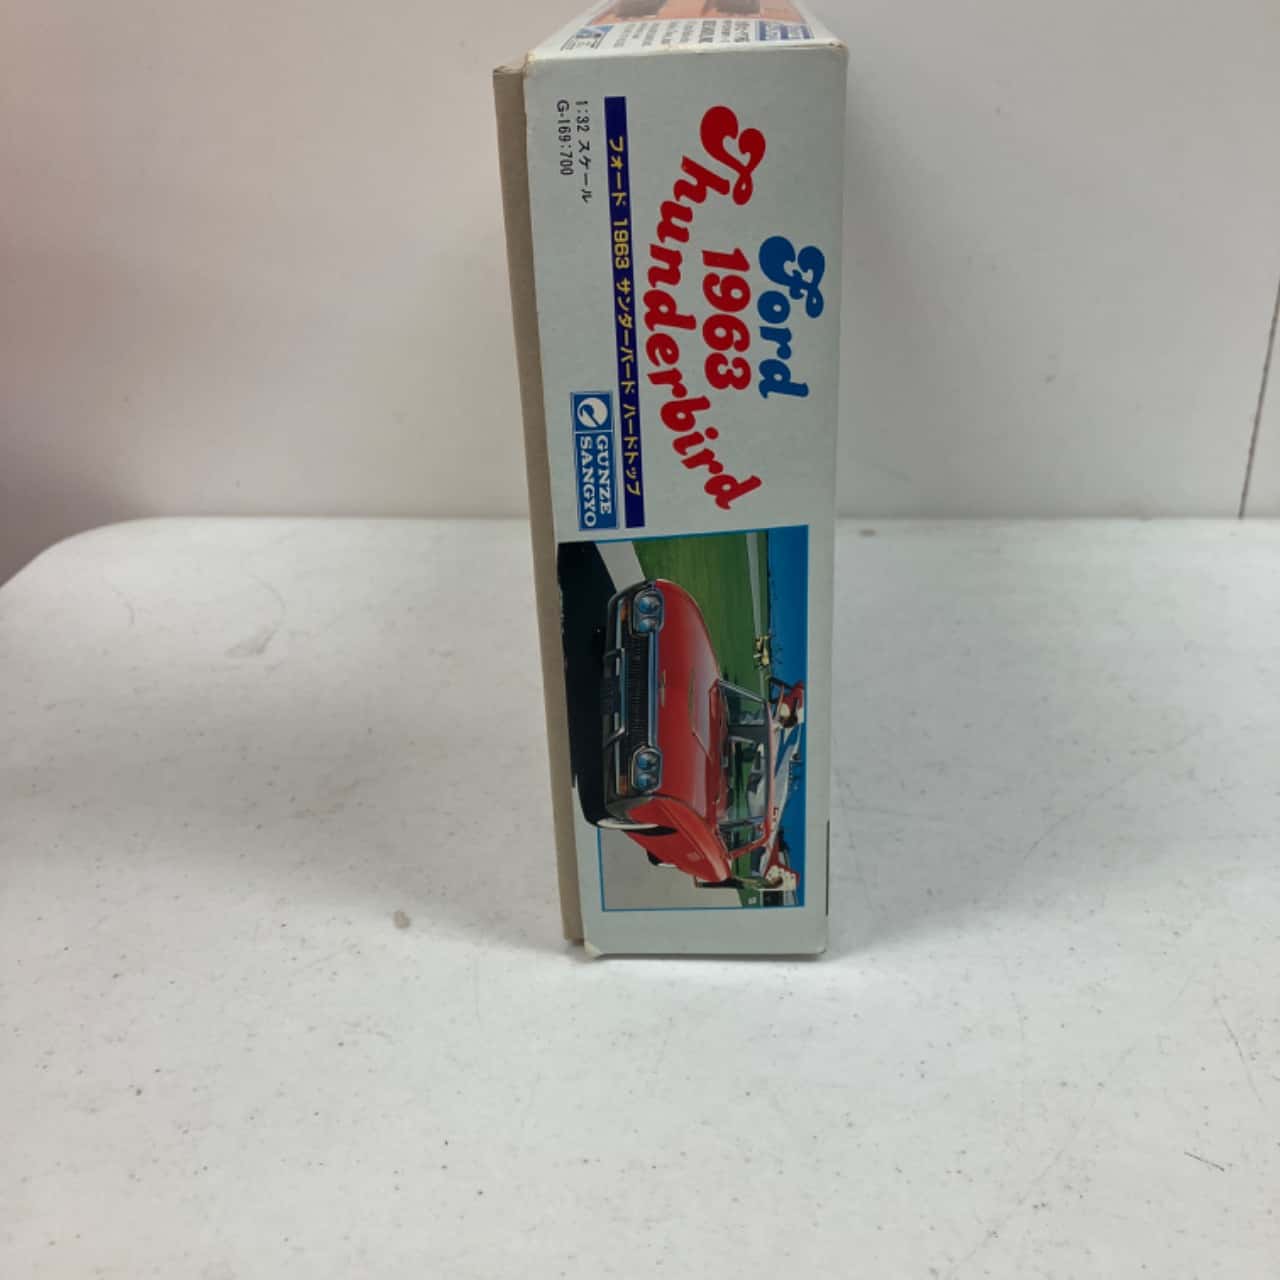 Ford
1963
Thunderbird
フォード 1963 サンダーバード ハードトップ
1:32 スケール
G-169:700
GUNZE
SANGYO